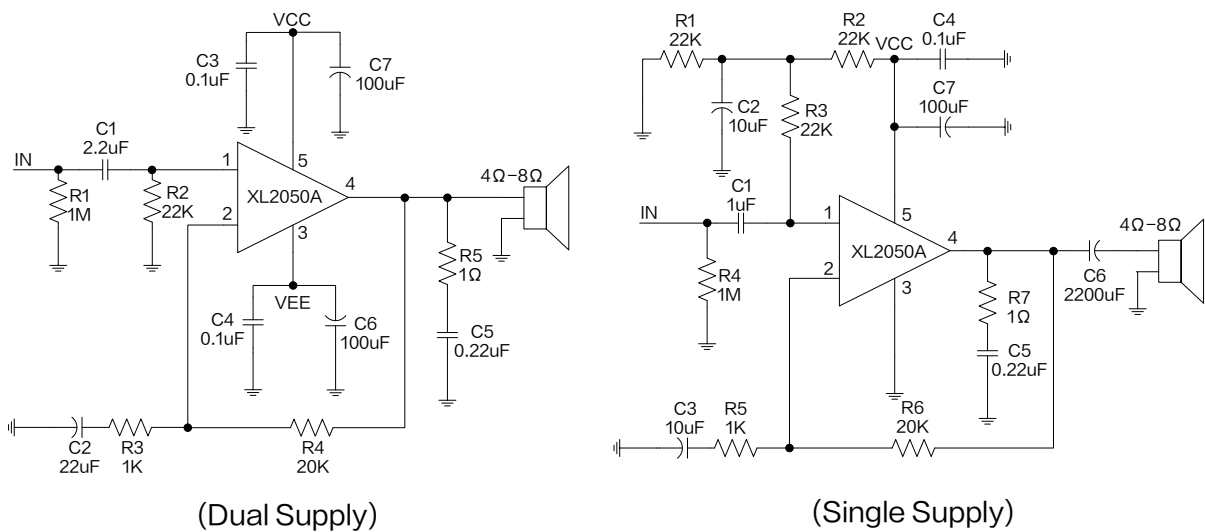 VCC
C3
0.1uF
C7
100uF
C1
2.2uF
IN
R1
1M
R2
22K
1
2
5
XL2050A
4
3
VEE
4Ω-8Ω
R5
1Ω
C4
0.1uF
C6
100uF
C5
0.22uF
C2
22uF
R3
1K
R4
20K
(Dual Supply)
R1
22K
R2
22K
VCC
C4
0.1uF
C2
10uF
R3
22K
C7
100uF
C1
1uF
IN
R4
1M
1
2
5
XL2050A
4
3
4Ω-8Ω
C6
2200uF
R7
1Ω
C5
0.22uF
C3
10uF
R5
1K
R6
20K
(Single Supply)